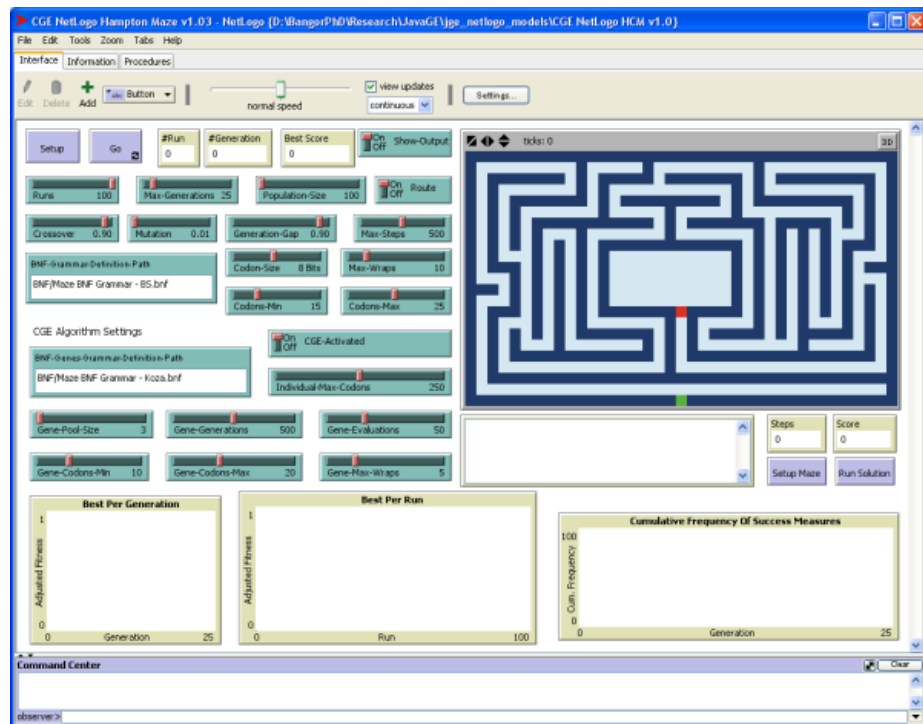 CGE NetLogo Hampton Maze v1.03 - NetLogo {D:\BangorPhD\Research\JavaGE\jge_netlogo_models\CGE NetLogo HCM v1.0}
File Edit Tools Zoom Tabs Help
Interface Information Procedures
Edit Delete Add abc Button normal speed view updates continuous Settings...
Setup Go #Run 0 #Generation 0 Best Score 0 On Off Show-Output
ticks: 0 3D
Runs 100 Max-Generations 25 Population-Size 100 On Off Route
Crossover 0.90 Mutation 0.01 Generation-Gap 0.90 Max-Steps 500
BNF-Grammar-Definition-Path
BNF/Maze BNF Grammar - BS.bnf
Codon-Size 8 Bits Max-Wraps 10
Codons-Min 15 Codons-Max 25
CGE Algorithm Settings
On Off CGE-Activated
BNF-Genes-Grammar-Definition-Path
BNF/Maze BNF Grammar - Koza.bnf
Individual-Max-Codons 250
Gene-Pool-Size 3 Gene-Generations 500 Gene-Evaluations 50
Gene-Codons-Min 10 Gene-Codons-Max 20 Gene-Max-Wraps 5
Steps 0 Score 0
Setup Maze Run Solution
Best Per Generation
1
Adjusted Fitness
0
0 Generation 25
Best Per Run
1
Adjusted Fitness
0
0 Run 100
Cumulative Frequency Of Success Measures
100
Cum. Frequency
0
0 Generation 25
Command Center Clear
observer>